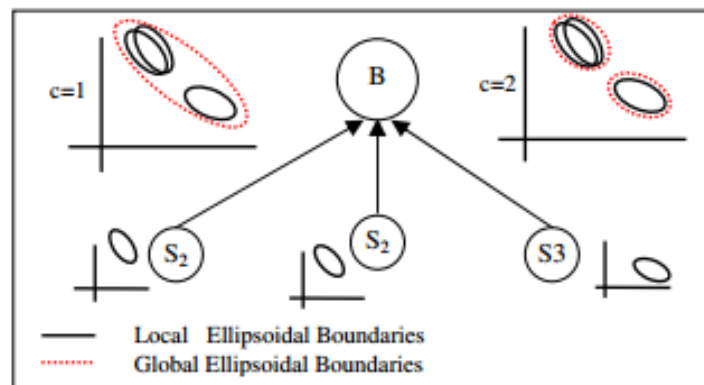 c=1
B
c=2
S₂
S₂
S3
Local Ellipsoidal Boundaries
Global Ellipsoidal Boundaries